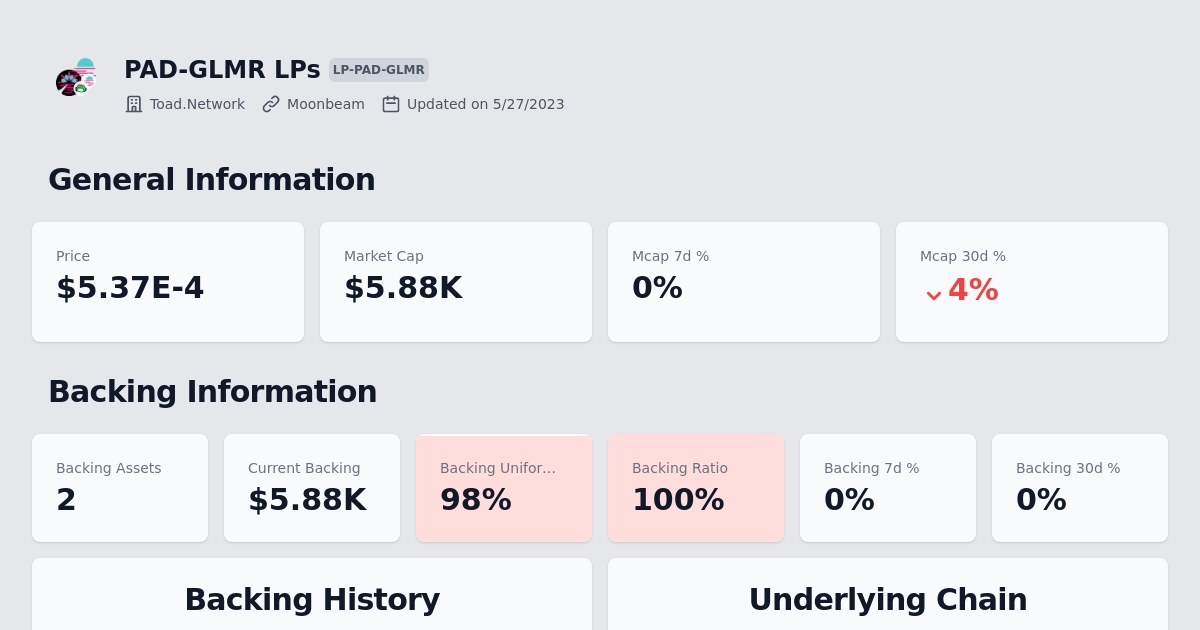 PAD-GLMR LPs LP-PAD-GLMR
Toad.Network Moonbeam Updated on 5/27/2023
General Information
Price Market Cap Mcap 7d % Mcap 30d %
$5.37E-4 $5.88K 0% 4%
Backing Information
Backing Assets Current Backing Backing Unifor... Backing Ratio Backing 7d % Backing 30d %
2 $5.88K 98% 100% 0% 0%
Backing History Underlying Chain